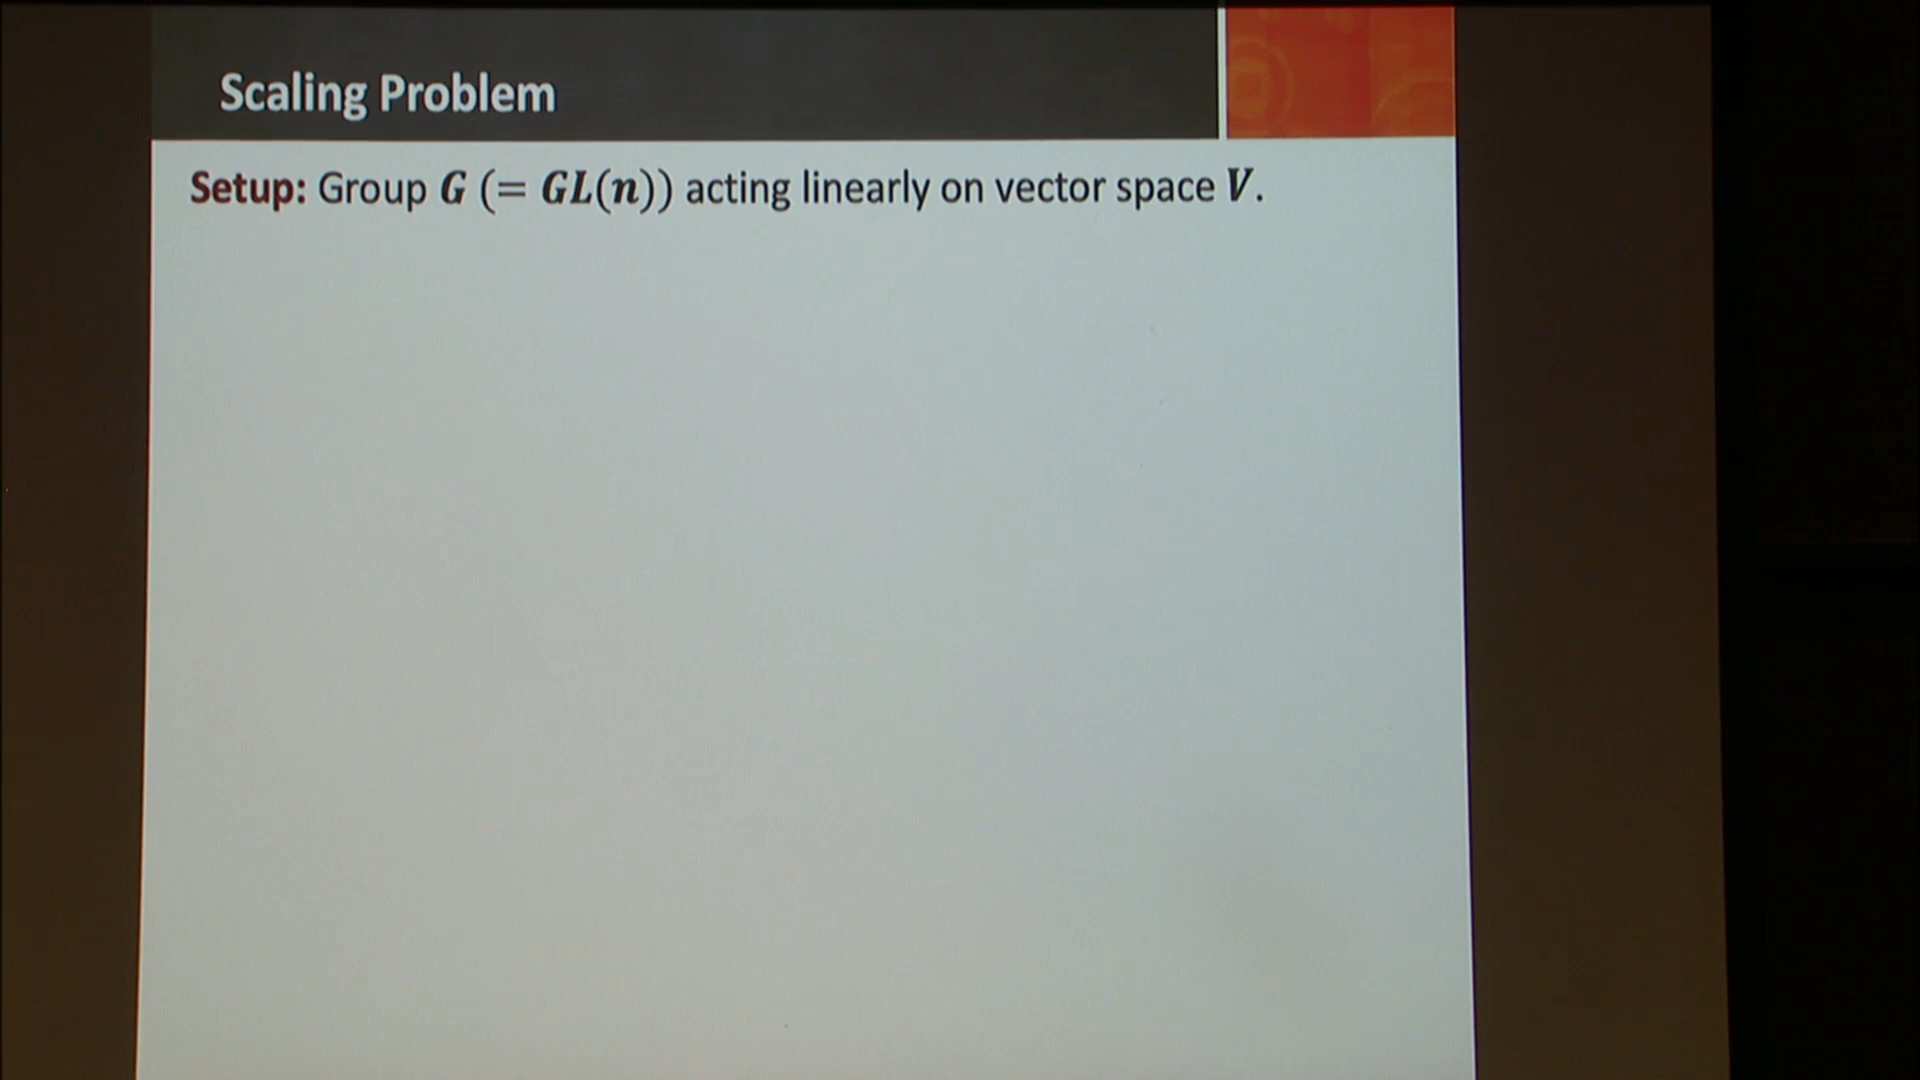 Scaling Problem
Setup: Group G (= GL(n)) acting linearly on vector space V.